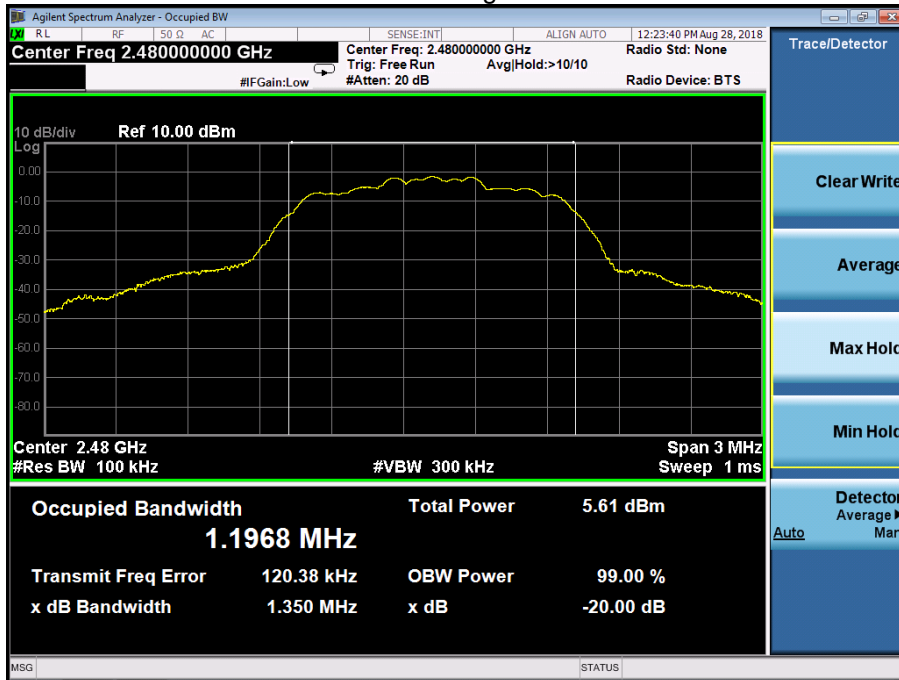 Agilent Spectrum Analyzer - Occupied BW
LXI RL RF 50 Ω AC SENSE:INT ALIGN AUTO 12:23:40 PM Aug 28, 2018
Center Freq 2.480000000 GHz
Center Freq: 2.480000000 GHz Radio Std: None
Trig: Free Run Avg|Hold:>10/10
#IFGain:Low #Atten: 20 dB Radio Device: BTS
Trace/Detector
10 dB/div Ref 10.00 dBm
Log
0.00
-10.0
-20.0
-30.0
-40.0
-50.0
-60.0
-70.0
-80.0
Clear Write
Average
Max Hold
Min Hold
Center 2.48 GHz Span 3 MHz
#Res BW 100 kHz #VBW 300 kHz Sweep 1 ms
Occupied Bandwidth Total Power 5.61 dBm
1.1968 MHz
Transmit Freq Error 120.38 kHz OBW Power 99.00 %
x dB Bandwidth 1.350 MHz x dB -20.00 dB
Detector
Average
Auto Man
MSG STATUS